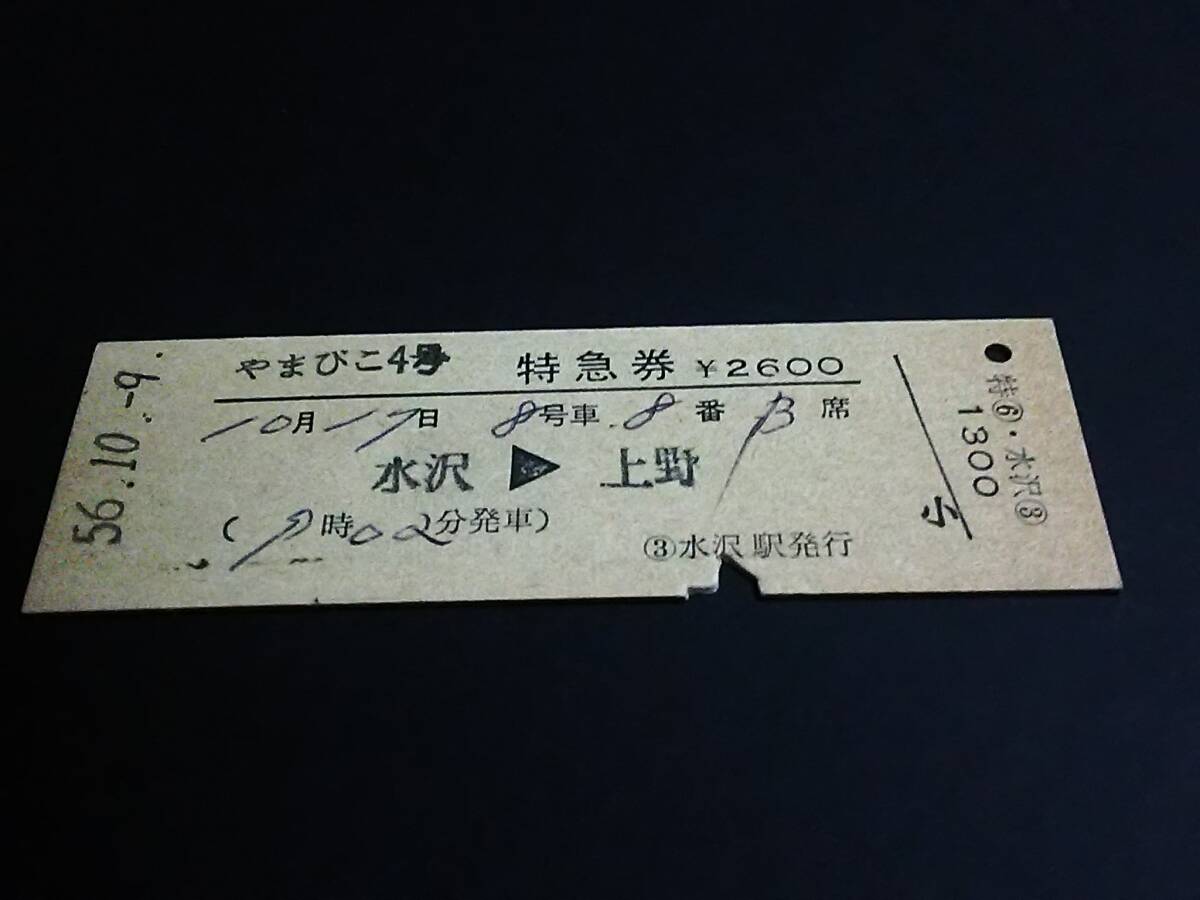 56.10.-9.
やまびこ4号 特急券 ¥2600
10月17日 8号車 8番B席
水沢 ▶ 上野
(9時02分発車)
③水沢駅発行
小
特⑥・水沢③
1300